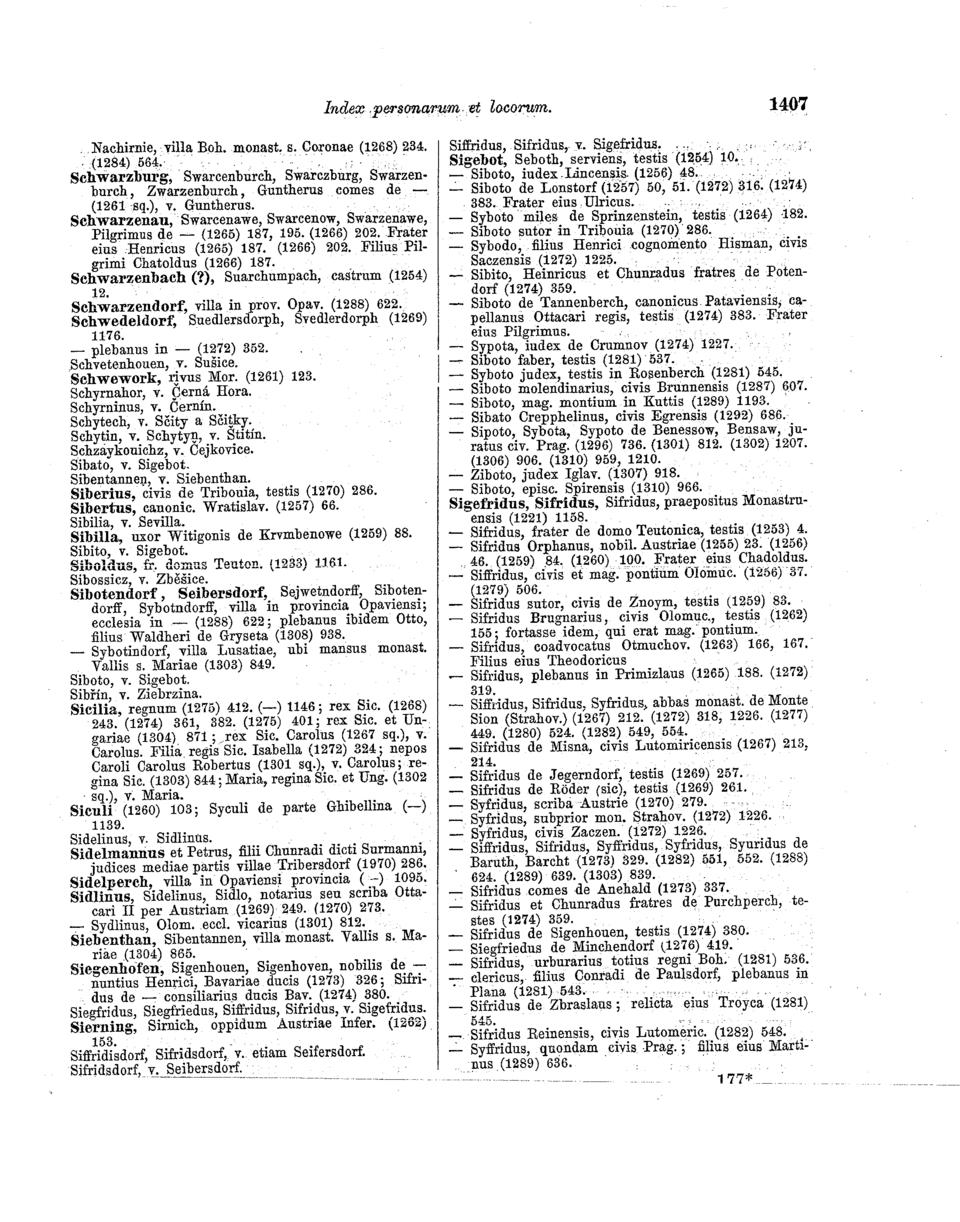 Index personarum et locorum.
1407
Nachirnie, villa Boh. monast. s. Coronae (1268) 234.
(1284) 564.
Schwarzburg, Swarcenburch, Swarczburg, Swarzen-
burch, Zwarzenburch, Guntherus comes de —
(1261 sq.), v. Guntherus.
Schwarzenau, Swarcenawe, Swarcenow, Swarzenawe,
Pilgrimus de — (1265) 187, 195. (1266) 202. Frater
eius Henricus (1265) 187. (1266) 202. Filius Pil-
grimi Chatoldus (1266) 187.
Schwarzenbach (?), Suarchumpach, castrum (1254)
12.
Schwarzendorf, villa in prov. Opav. (1288) 622.
Schwedeldorf, Suedlersdorph, Svedlerdorph (1269)
1176.
— plebanus in — (1272) 352.
Schvetenhouen, v. Sušice.
Schwework, rivus Mor. (1261) 123.
Schyrnahor, v. Černá Hora.
Schyrninus, v. Černín.
Schytech, v. Sčity a Sčitky.
Schytin, v. Schytyn, v. Štítín.
Schzaykonichz, v. Čejkovice.
Sibato, v. Sigebot.
Sibentannen, v. Siebenthan.
Siberius, civis de Tribouia, testis (1270) 286.
Sibertus, canonic. Wratislav. (1257) 66.
Sibilia, v. Sevilla.
Sibilla, uxor Witigonis de Krvmbenowe (1259) 88.
Sibito, v. Sigebot.
Siboldus, fr. domus Teuton. (1233) 1161.
Sibossicz, v. Zběšice.
Sibotendorf, Seibersdorf, Sejwetndorff, Siboten-
dorff, Sybotndorff, villa in provincia Opaviensi;
ecclesia in — (1288) 622; plebanus ibidem Otto,
filius Waldheri de Gryseta (1308) 938.
— Sybotindorf, villa Lusatiae, ubi mansus monast.
Vallis s. Mariae (1303) 849.
Siboto, v. Sigebot.
Sibřín, v. Ziebrzina.
Sicilia, regnum (1275) 412. (—) 1146; rex Sic. (1268)
243. (1274) 361, 382. (1275) 401; rex Sic. et Un-
gariae (1304) 871; rex Sic. Carolus (1267 sq.), v.
Carolus. Filia regis Sic. Isabella (1272) 324; nepos
Caroli Carolus Robertus (1301 sq.), v. Carolus; re-
gina Sic. (1303) 844; Maria, regina Sic. et Ung. (1302
sq.), v. Maria.
Siculi (1260) 103; Syculi de parte Ghibellina (—)
1139.
Sidelinus, v. Sidlinus.
Sidelmannus et Petrus, filii Chunradi dicti Surmanni,
judices mediae partis villae Tribersdorf (1970) 286.
Sidelperch, villa in Opaviensi provincia (—) 1095.
Sidlinus, Sidelinus, Sidlo, notarius seu scriba Otta-
cari II per Austriam (1269) 249. (1270) 273.
— Sydlinus, Olom. eccl. vicarius (1301) 812.
Siebenthan, Sibentannen, villa monast. Vallis s. Ma-
riae (1304) 865.
Siegenhofen, Sigenhouen, Sigenhoven, nobilis de —
nuntius Henrici, Bavariae ducis (1273) 326; Sifri-
dus de — consiliarius ducis Bav. (1274) 380.
Siegfridus, Siegfriedus, Siffridus, Sifridus, v. Sigefridus.
Sierning, Sirnich, oppidum Austriae Infer. (1262)
153.
Siffridisdorf, Sifridsdorf, v. etiam Seifersdorf.
Sifridsdorf, v. Seibersdorf.
Siffridus, Sifridus, v. Sigefridus.
Sigebot, Seboth, serviens, testis (1254) 10.
— Siboto, iudex Lincensis (1256) 48.
— Siboto de Lonstorf (1257) 50, 51. (1272) 316. (1274)
383. Frater eius Ulricus.
— Syboto miles de Sprinzenstein, testis (1264) 182.
— Siboto sutor in Tribouia (1270) 286.
— Sybodo, filius Henrici cognomento Hisman, civis
Saczensis (1272) 1225.
— Sibito, Heinricus et Chunradus fratres de Poten-
dorf (1274) 359.
— Siboto de Tannenberch, canonicus Pataviensis, ca-
pellanus Ottacari regis, testis (1274) 383. Frater
eius Pilgrimus.
— Sypota, iudex de Crumnov (1274) 1227.
— Siboto faber, testis (1281) 537.
— Syboto judex, testis in Rosenberch (1281) 545.
— Siboto molendinarius, civis Brunnensis (1287) 607.
— Siboto, mag. montium in Kuttis (1289) 1193.
— Sibato Crepphelinus, civis Egrensis (1292) 686.
— Sipoto, Sybota, Sypoto de Benessow, Bensaw, ju-
ratus civ. Prag. (1296) 736. (1301) 812. (1302) 1207.
(1306) 906. (1310) 959, 1210.
— Ziboto, judex Iglav. (1307) 918.
— Siboto, episc. Spirensis (1310) 966.
Sigefridus, Sifridus, Sifridus, praepositus Monastru-
ensis (1221) 1158.
— Sifridus, frater de domo Teutonica, testis (1253) 4.
— Sifridus Orphanus, nobil. Austriae (1255) 23. (1256)
46. (1259) 84. (1260) 100. Frater eius Chadoldus.
— Siffridus, civis et mag. pontium Olomuc. (1256) 37.
(1279) 506.
— Sifridus sutor, civis de Znoym, testis (1259) 83.
— Sifridus Brugnarius, civis Olomuc., testis (1262)
155; fortasse idem, qui erat mag. pontium.
— Sifridus, coadvocatus Otmuchov. (1263) 166, 167.
Filius eius Theodoricus
— Sifridus, plebanus in Primizlaus (1265) 188. (1272)
319.
— Siffridus, Sifridus, Syfridus, abbas monast. de Monte
Sion (Strahov.) (1267) 212. (1272) 318, 1226. (1277)
449. (1280) 524. (1282) 549, 554.
— Sifridus de Misna, civis Lutomiricensis (1267) 213,
214.
— Sifridus de Jegerndorf, testis (1269) 257.
— Sifridus de Röder (sic), testis (1269) 261.
— Syfridus, scriba Austrie (1270) 279.
— Syfridus, subprior mon. Strahov. (1272) 1226.
— Syfridus, civis Zaczen. (1272) 1226.
— Siffridus, Sifridus, Syffridus, Syfridus, Syuridus de
Baruth, Barcht (1273) 329. (1282) 551, 552. (1288)
624. (1289) 639. (1303) 839.
— Sifridus comes de Anehald (1273) 337.
— Sifridus et Chunradus fratres de Purchperch, te-
stes (1274) 359.
— Sifridus de Sigenhouen, testis (1274) 380.
— Siegfriedus de Minchendorf (1276) 419.
— Sifridus, urburarius totius regni Boh. (1281) 536.
— clericus, filius Conradi de Paulsdorf, plebanus in
Plana (1281) 543.
— Sifridus de Zbraslaus; relicta eius Troyca (1281)
545.
— Sifridus Reinensis, civis Lutomeric. (1282) 548.
— Syffridus, quondam civis Prag.; filius eius Marti-
nus (1289) 636.
177*